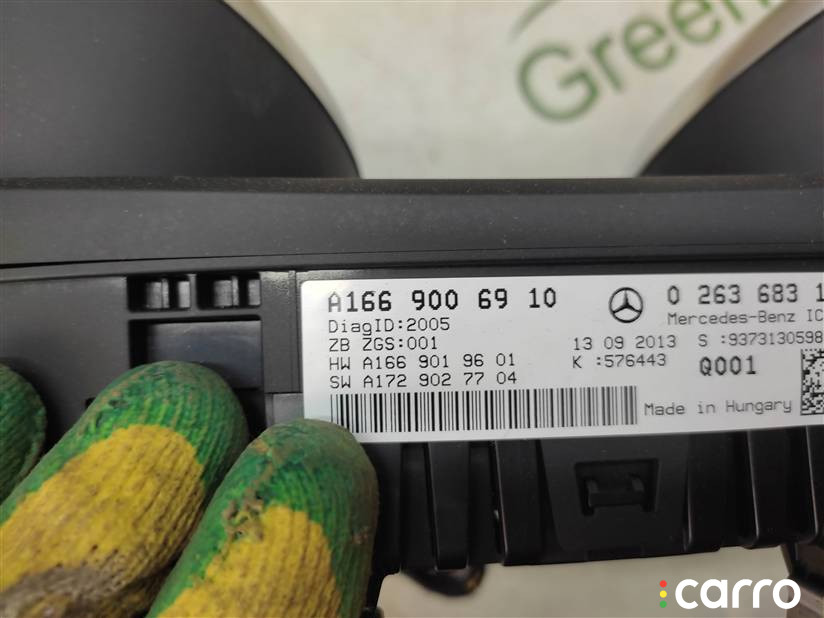 Green
A166 900 69 10
0 263 683 1
DiagID:2005
Mercedes-Benz IC
ZB ZGS:001
13 09 2013
S :9373130598
HW A166 901 96 01
K :576443
Q001
SW A172 902 77 04
Made in Hungary
carro